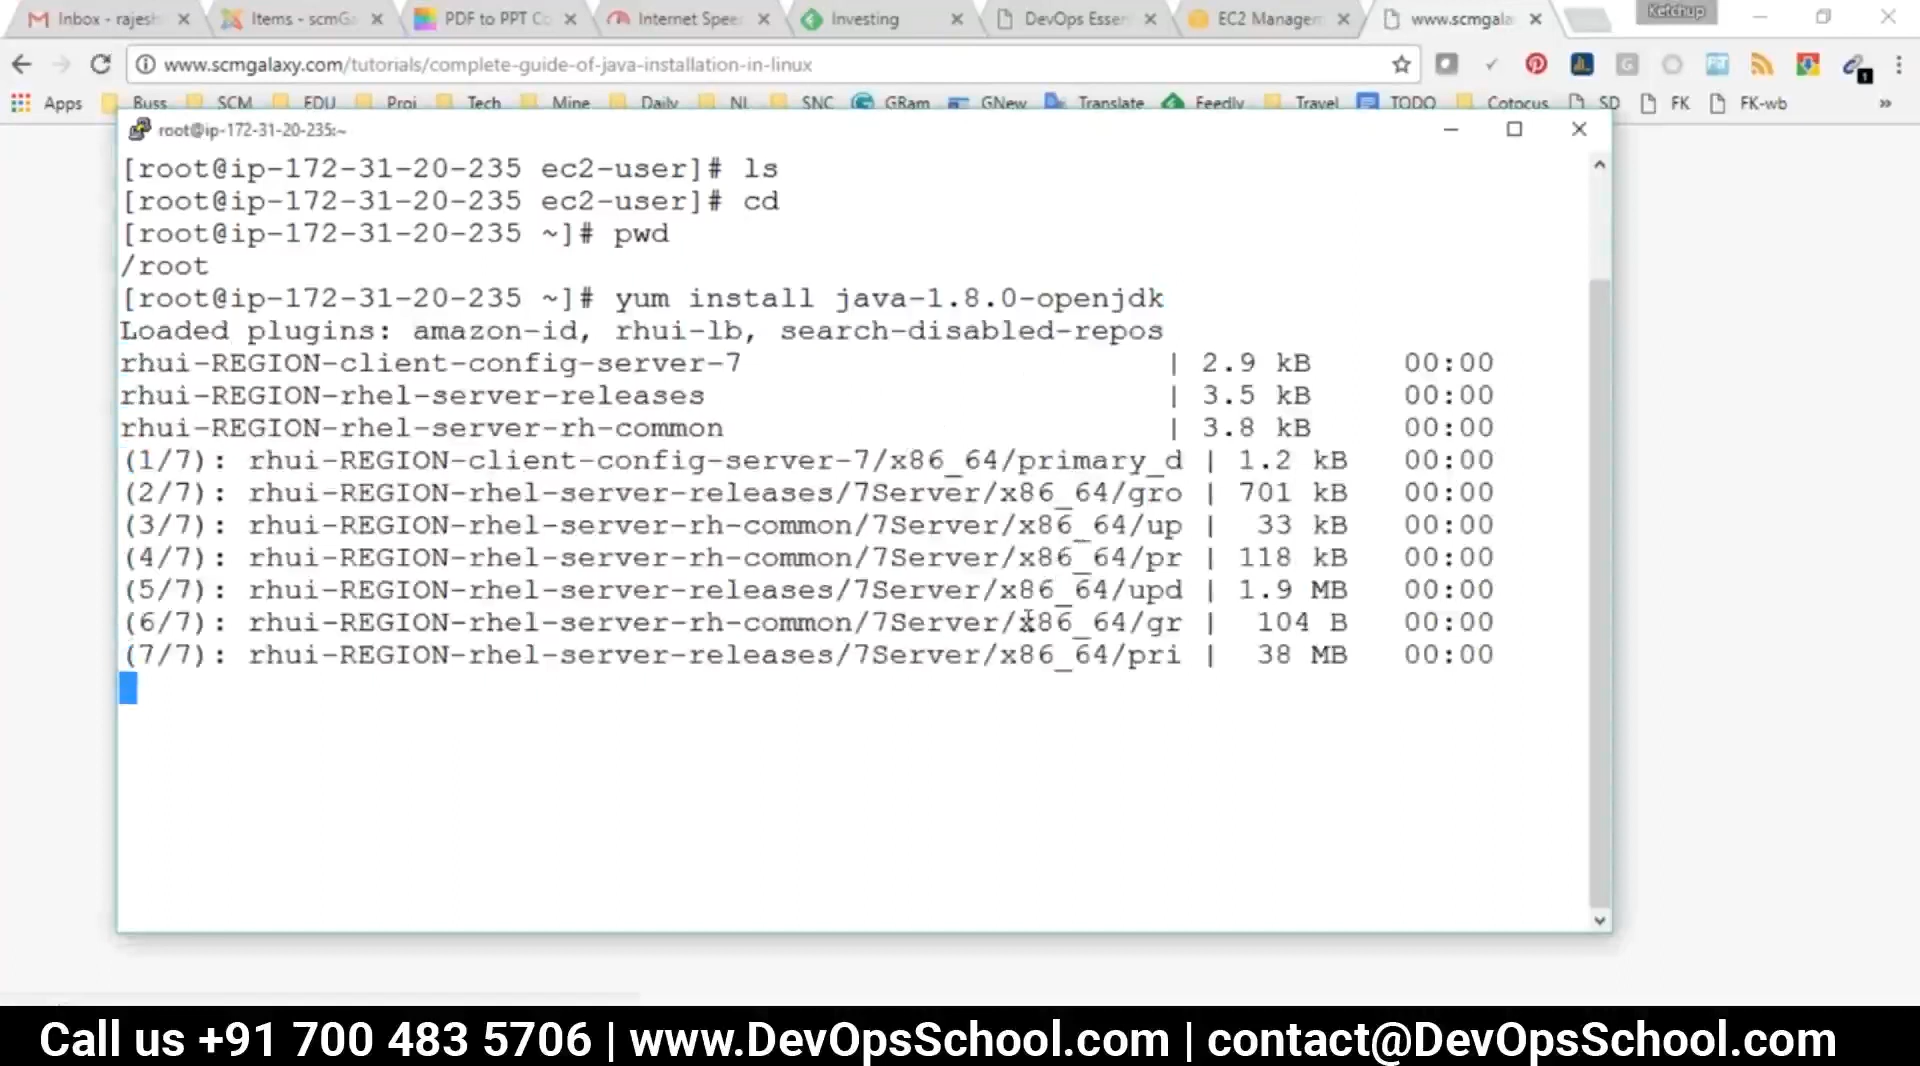 Inbox - rajesh
Items - scmGa
PDF to PPT Co
Internet Spee
Investing
DevOps Esser
EC2 Managem
www.scmgala
Ketchup
www.scmgalaxy.com/tutorials/complete-guide-of-java-installation-in-linux
Apps
Buss
SCM
EDU
Proj
Tech
Mine
Daily
NL
SNC
GRam
GNew
Translate
Feedly
Travel
TODO
Cotocus
SD
FK
FK-wb
»
root@ip-172-31-20-235:~
[root@ip-172-31-20-235 ec2-user]# ls
[root@ip-172-31-20-235 ec2-user]# cd
[root@ip-172-31-20-235 ~]# pwd
/root
[root@ip-172-31-20-235 ~]# yum install java-1.8.0-openjdk
Loaded plugins: amazon-id, rhui-lb, search-disabled-repos
rhui-REGION-client-config-server-7 | 2.9 kB 00:00
rhui-REGION-rhel-server-releases | 3.5 kB 00:00
rhui-REGION-rhel-server-rh-common | 3.8 kB 00:00
(1/7): rhui-REGION-client-config-server-7/x86_64/primary_d | 1.2 kB 00:00
(2/7): rhui-REGION-rhel-server-releases/7Server/x86_64/gro | 701 kB 00:00
(3/7): rhui-REGION-rhel-server-rh-common/7Server/x86_64/up | 33 kB 00:00
(4/7): rhui-REGION-rhel-server-rh-common/7Server/x86_64/pr | 118 kB 00:00
(5/7): rhui-REGION-rhel-server-releases/7Server/x86_64/upd | 1.9 MB 00:00
(6/7): rhui-REGION-rhel-server-rh-common/7Server/x86_64/gr | 104 B 00:00
(7/7): rhui-REGION-rhel-server-releases/7Server/x86_64/pri | 38 MB 00:00
Call us +91 700 483 5706 | www.DevOpsSchool.com | contact@DevOpsSchool.com